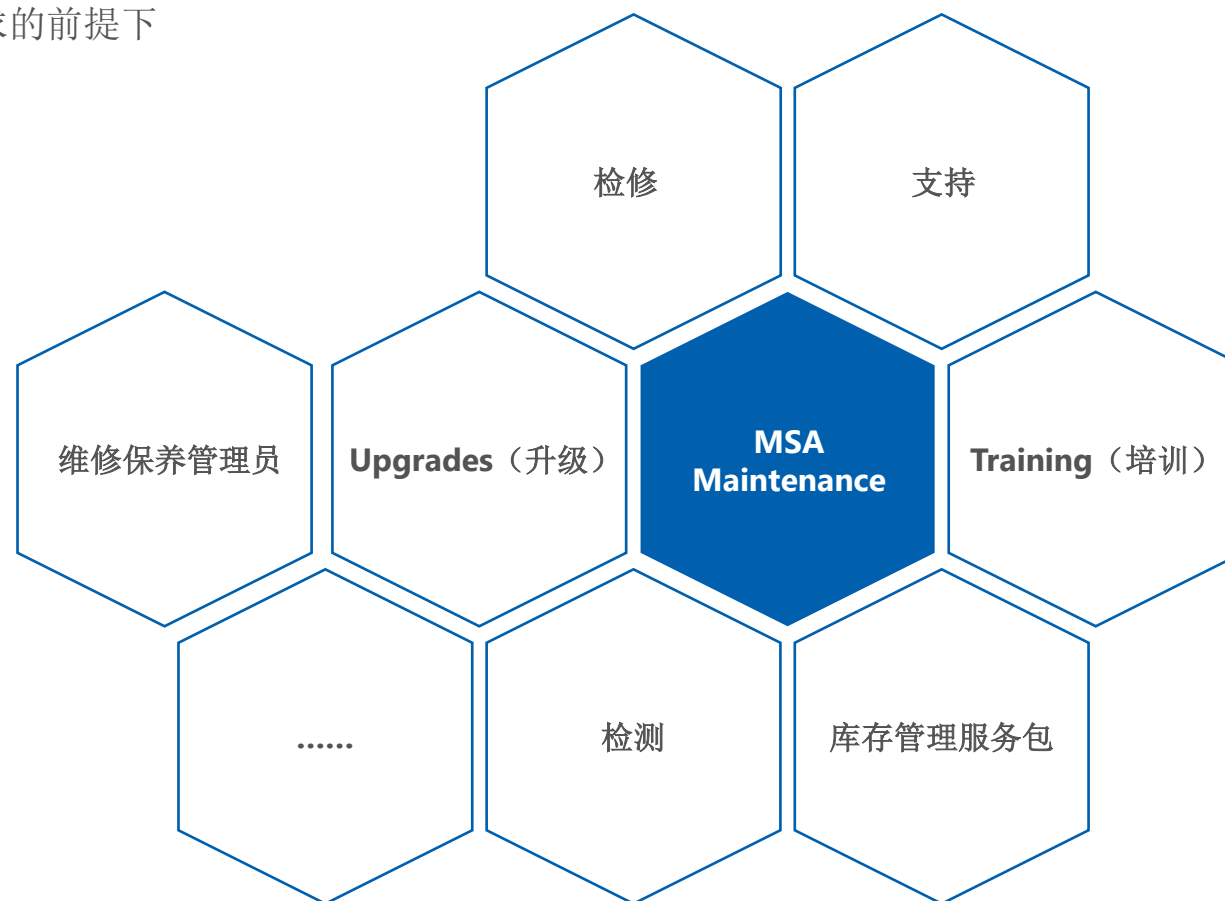 的前提下
检修
支持
维修保养管理员
Upgrades（升级）
MSA
Maintenance
Training（培训）
......
检测
库存管理服务包